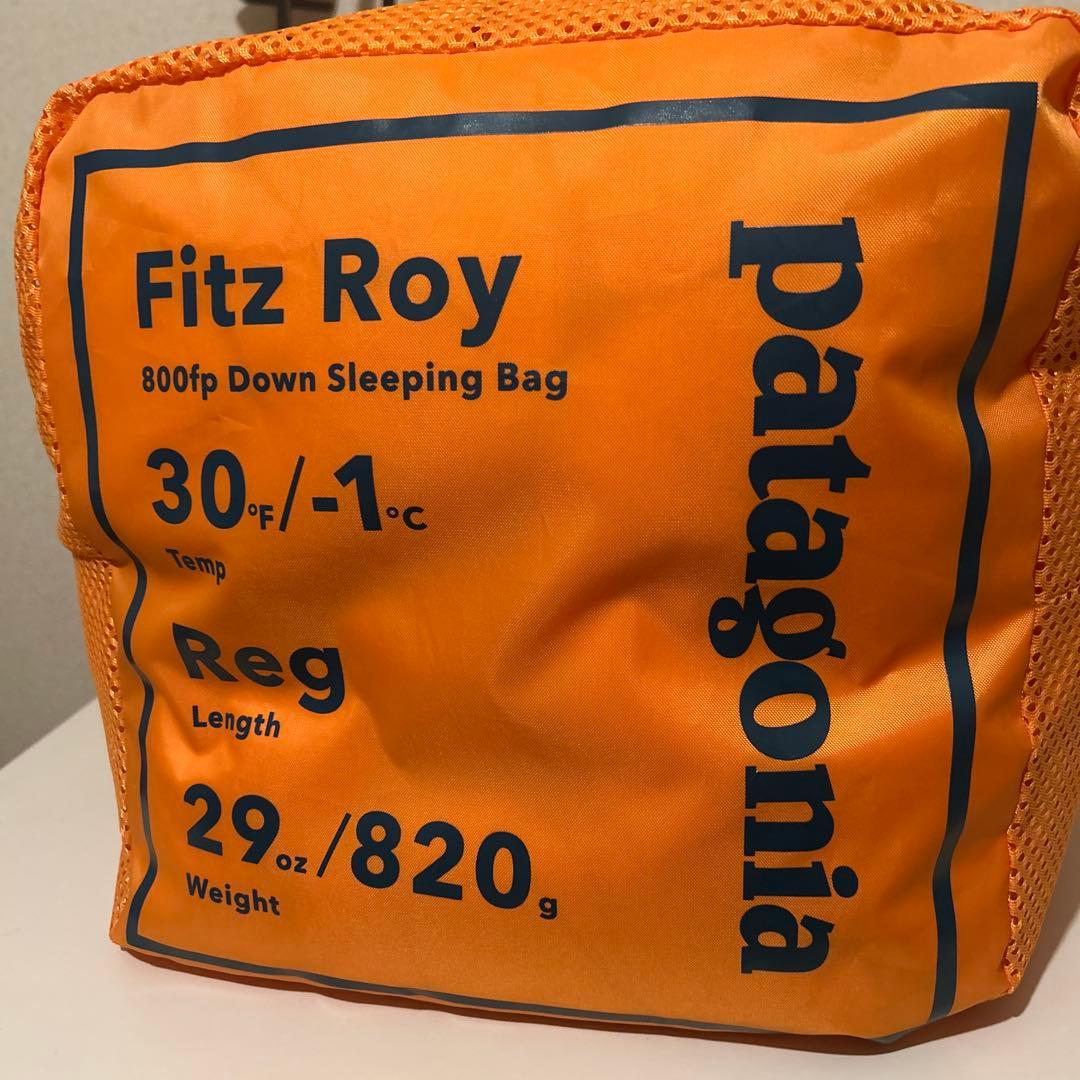 Fitz Roy
800fp Down Sleeping Bag
30°F/-1°C
Temp
Reg
Length
29oz/820g
Weight
patagonia